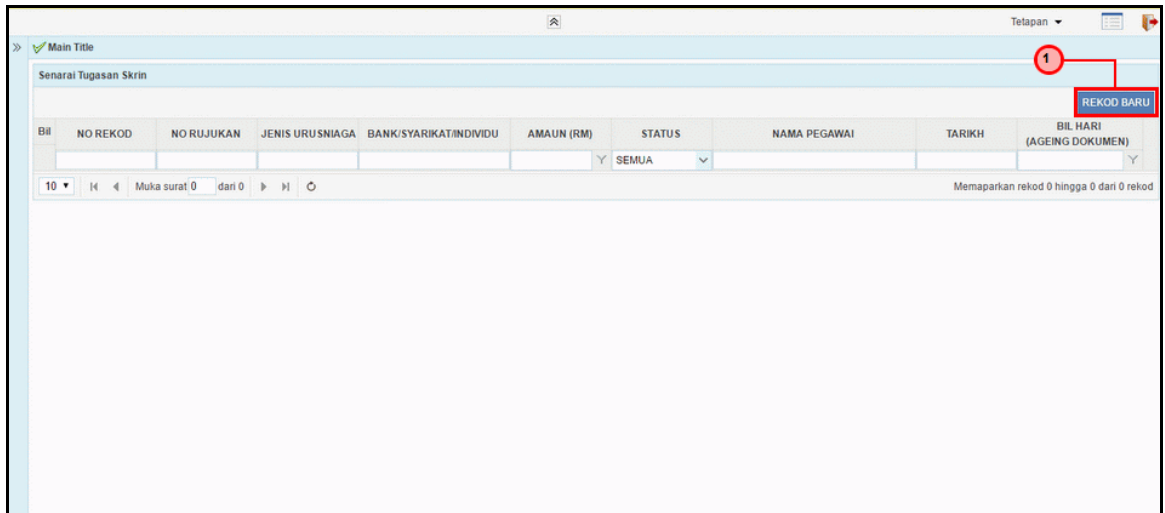 Tetapan
Main Title
1
Senarai Tugasan Skrin
REKOD BARU
Bil NO REKOD NO RUJUKAN JENIS URUSNIAGA BANK/SYARIKAT/INDIVIDU AMAUN (RM) STATUS NAMA PEGAWAI TARIKH BIL HARI
(AGEING DOKUMEN)
SEMUA
10 Muka surat 0 dari 0 Memaparkan rekod 0 hingga 0 dari 0 rekod